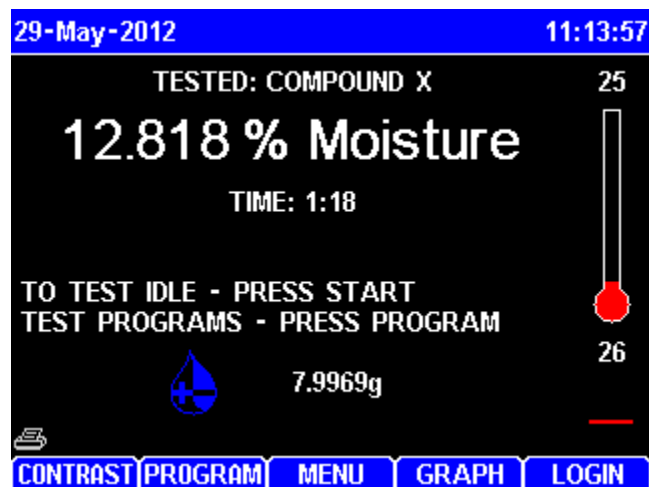 29-May-2012 11:13:57
TESTED: COMPOUND X 25
12.818 % Moisture
TIME: 1:18
TO TEST IDLE - PRESS START
TEST PROGRAMS - PRESS PROGRAM
26
7.9969g
CONTRAST PROGRAM MENU GRAPH LOGIN